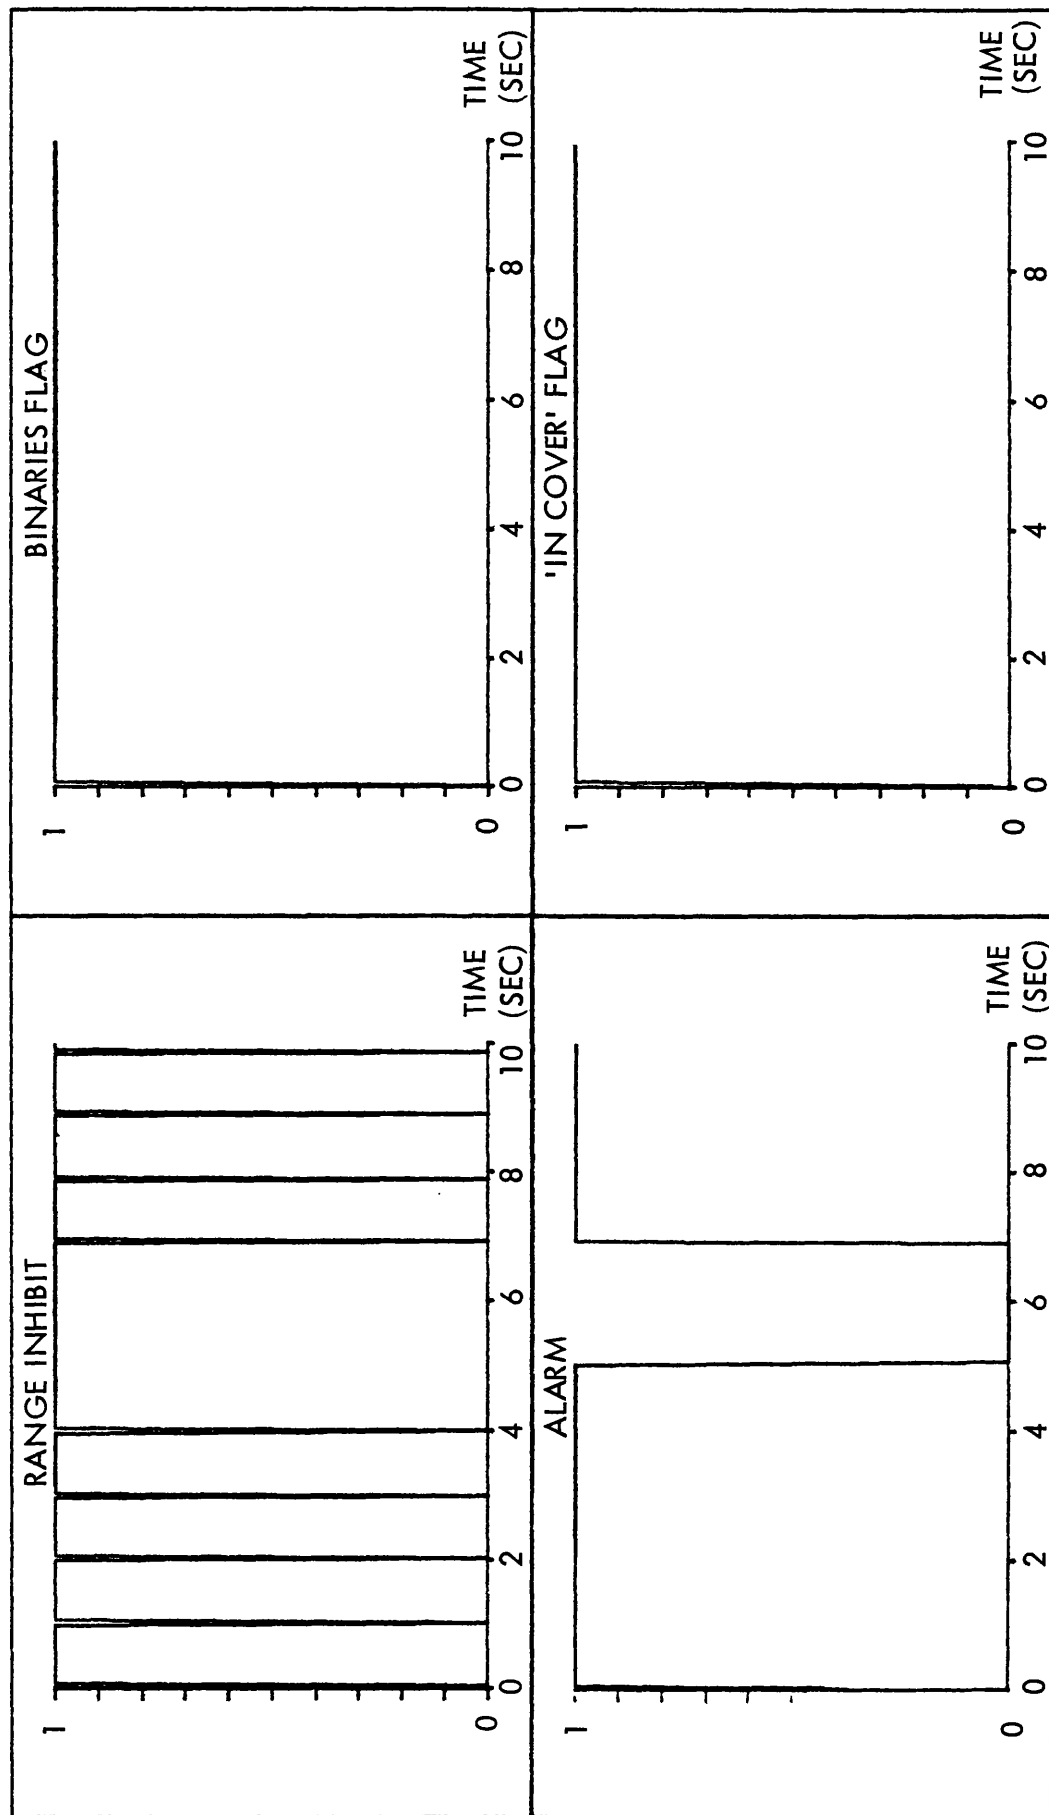 RANGE INHIBIT
1
0
0 2 4 6 8 10
TIME
(SEC)
BINARIES FLAG
1
0
0 2 4 6 8 10
TIME
(SEC)
ALARM
1
0
0 2 4 6 8 10
TIME
(SEC)
'IN COVER' FLAG
1
0
0 2 4 6 8 10
TIME
(SEC)